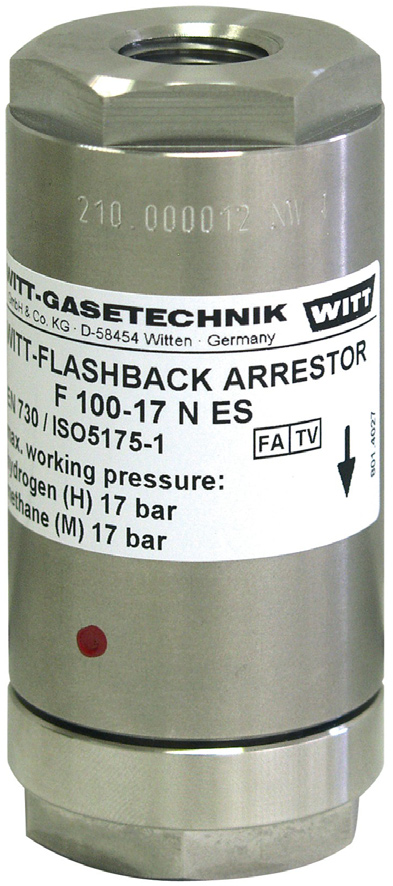 210.000012 NW
WITT-GASETECHNIK WITT
GmbH & Co. KG · D-58454 Witten · Germany
WITT-FLASHBACK ARRESTOR
F 100-17 N ES
EN 730 / ISO5175-1
FA TV
max. working pressure:
Hydrogen (H) 17 bar
Methane (M) 17 bar
801.4027